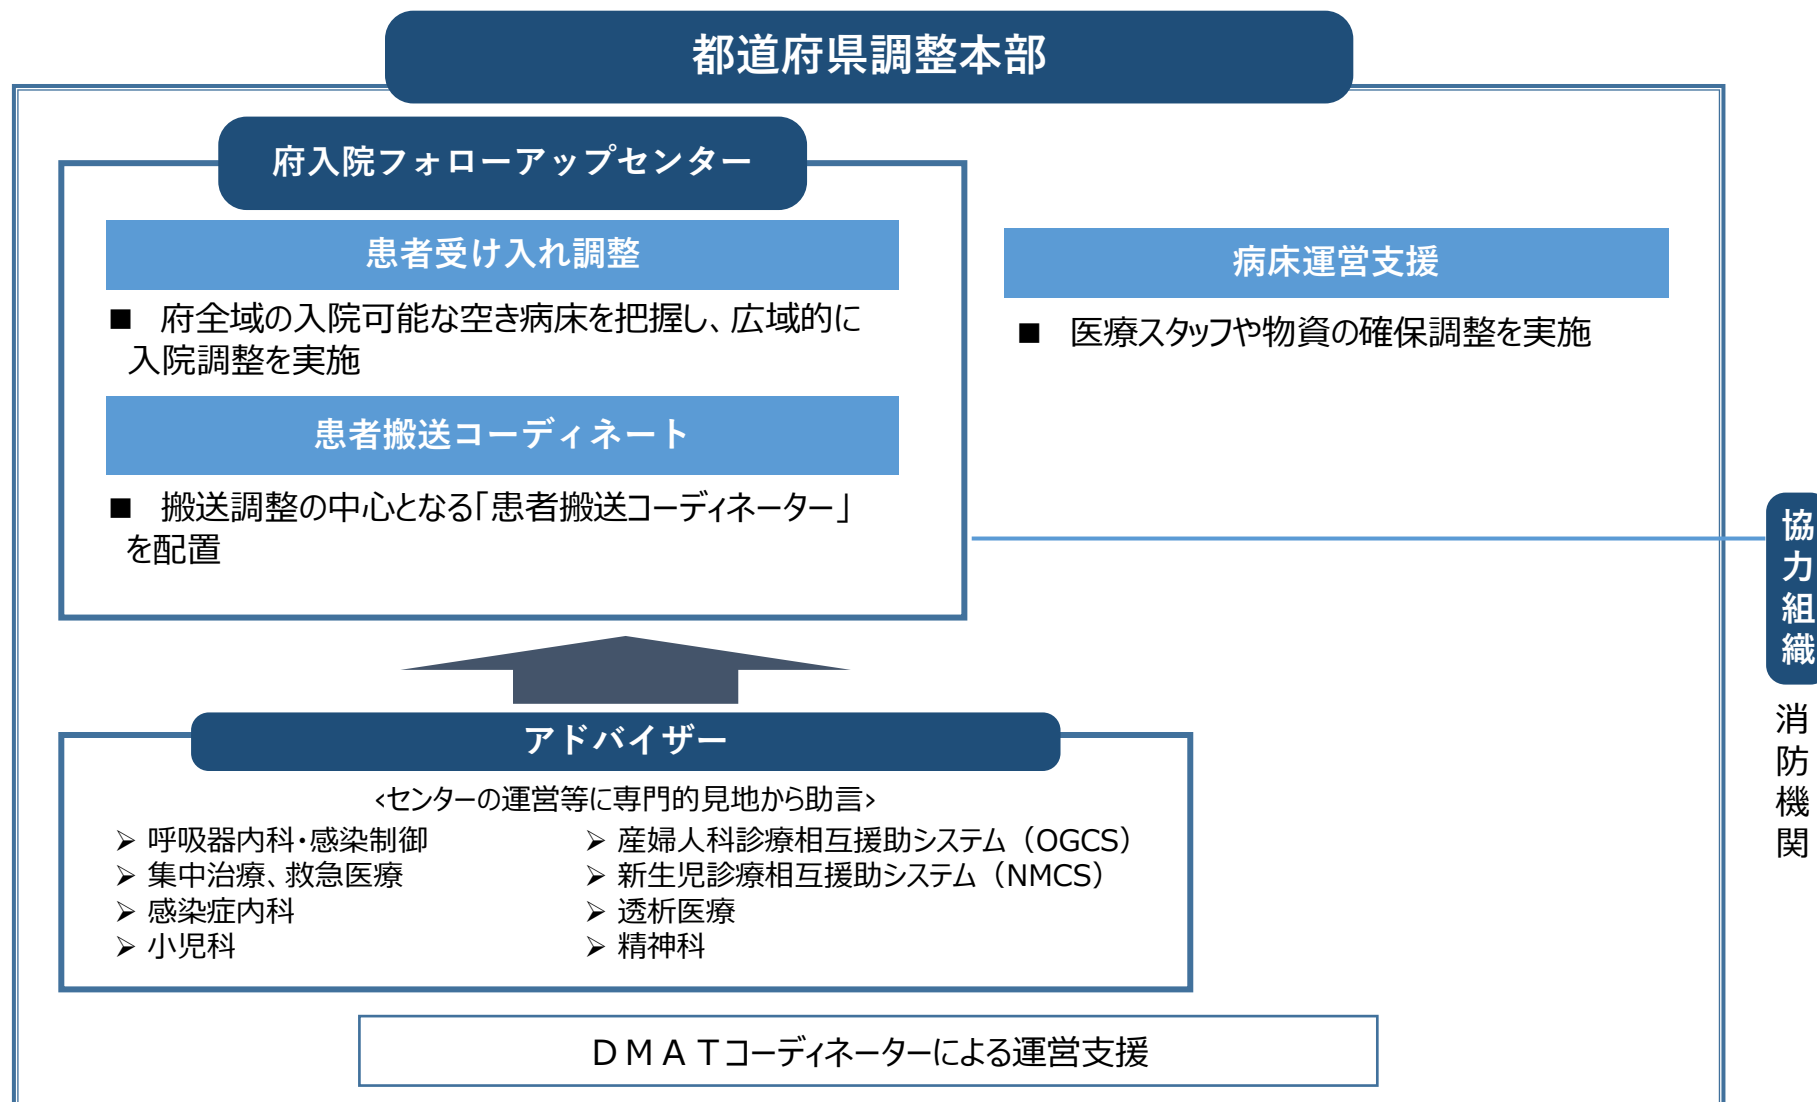 都道府県調整本部
府入院フォローアップセンター
患者受け入れ調整
■ 府全域の入院可能な空き病床を把握し、広域的に
入院調整を実施
患者搬送コーディネート
■ 搬送調整の中心となる「患者搬送コーディネーター」
を配置
病床運営支援
■ 医療スタッフや物資の確保調整を実施
協力組織
消防機関
アドバイザー
<センターの運営等に専門的見地から助言>
➢ 呼吸器内科・感染制御
➢ 集中治療、救急医療
➢ 感染症内科
➢ 小児科
➢ 産婦人科診療相互援助システム（OGCS）
➢ 新生児診療相互援助システム（NMCS）
➢ 透析医療
➢ 精神科
ＤＭＡＴコーディネーターによる運営支援